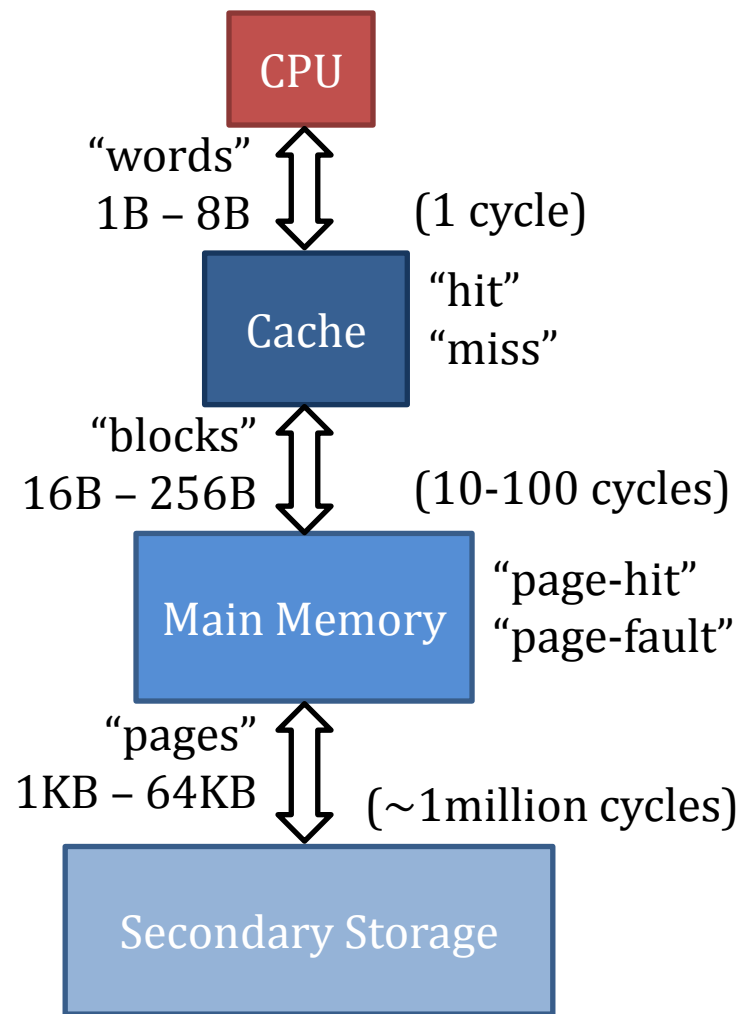 CPU
“words”
1B – 8B
(1 cycle)
Cache
“hit”
“miss”
“blocks”
16B – 256B
(10-100 cycles)
Main Memory
“page-hit”
“page-fault”
“pages”
1KB – 64KB
(~1million cycles)
Secondary Storage